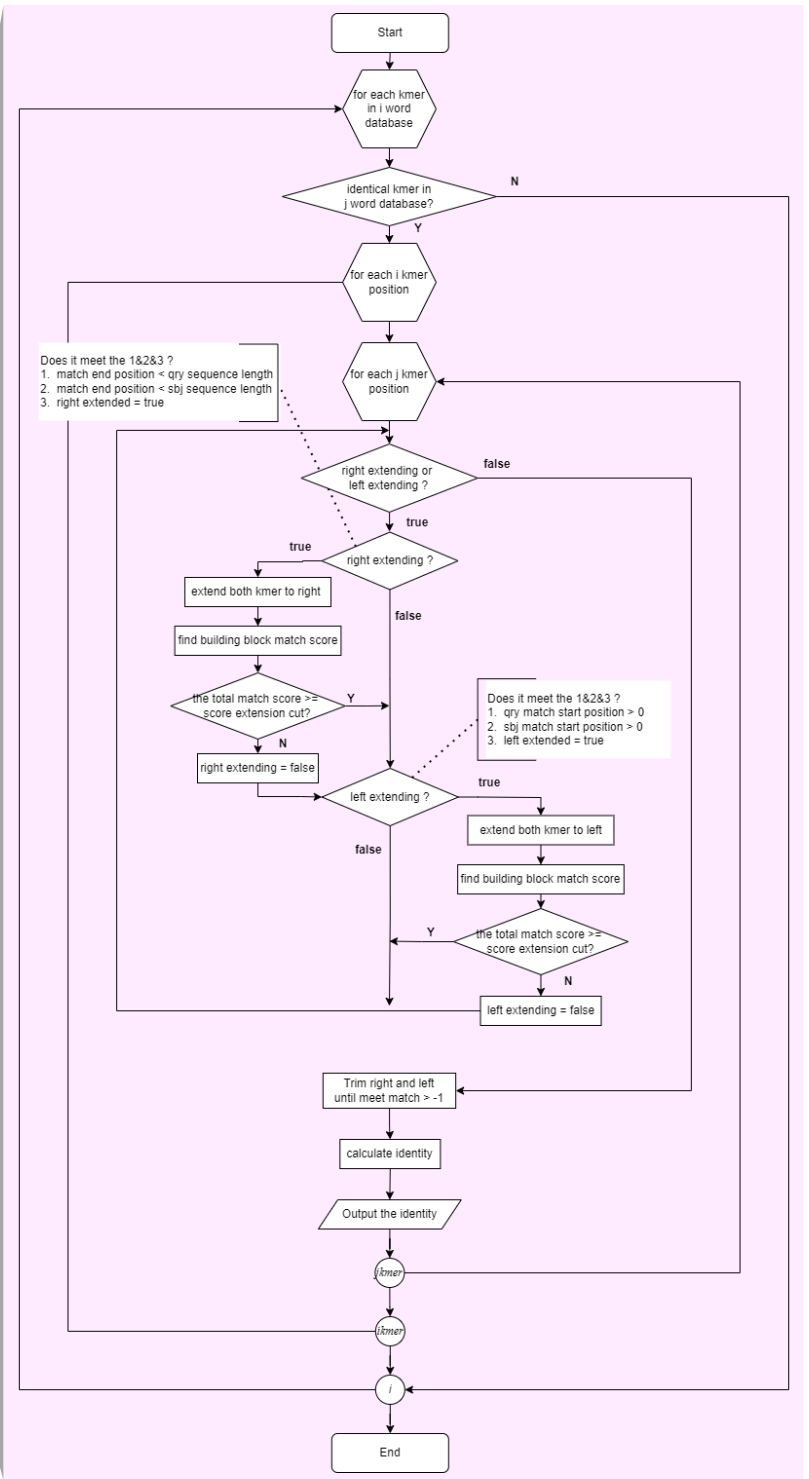 Start
for each kmer
in i word
database
identical kmer in
j word database?
N
Y
for each i kmer
position
Does it meet the 1&2&3 ?
1. match end position < qry sequence length
2. match end position < sbj sequence length
3. right extended = true
for each j kmer
position
right extending or
left extending ?
false
true
right extending ?
true
false
extend both kmer to right
find building block match score
the total match score >=
score extension cut?
Y
N
right extending = false
Does it meet the 1&2&3 ?
1. qry match start position > 0
2. sbj match start position > 0
3. left extended = true
left extending ?
true
false
extend both kmer to left
find building block match score
the total match score >=
score extension cut?
Y
N
left extending = false
Trim right and left
until meet match > -1
calculate identity
Output the identity
jkmer
ikmer
i
End